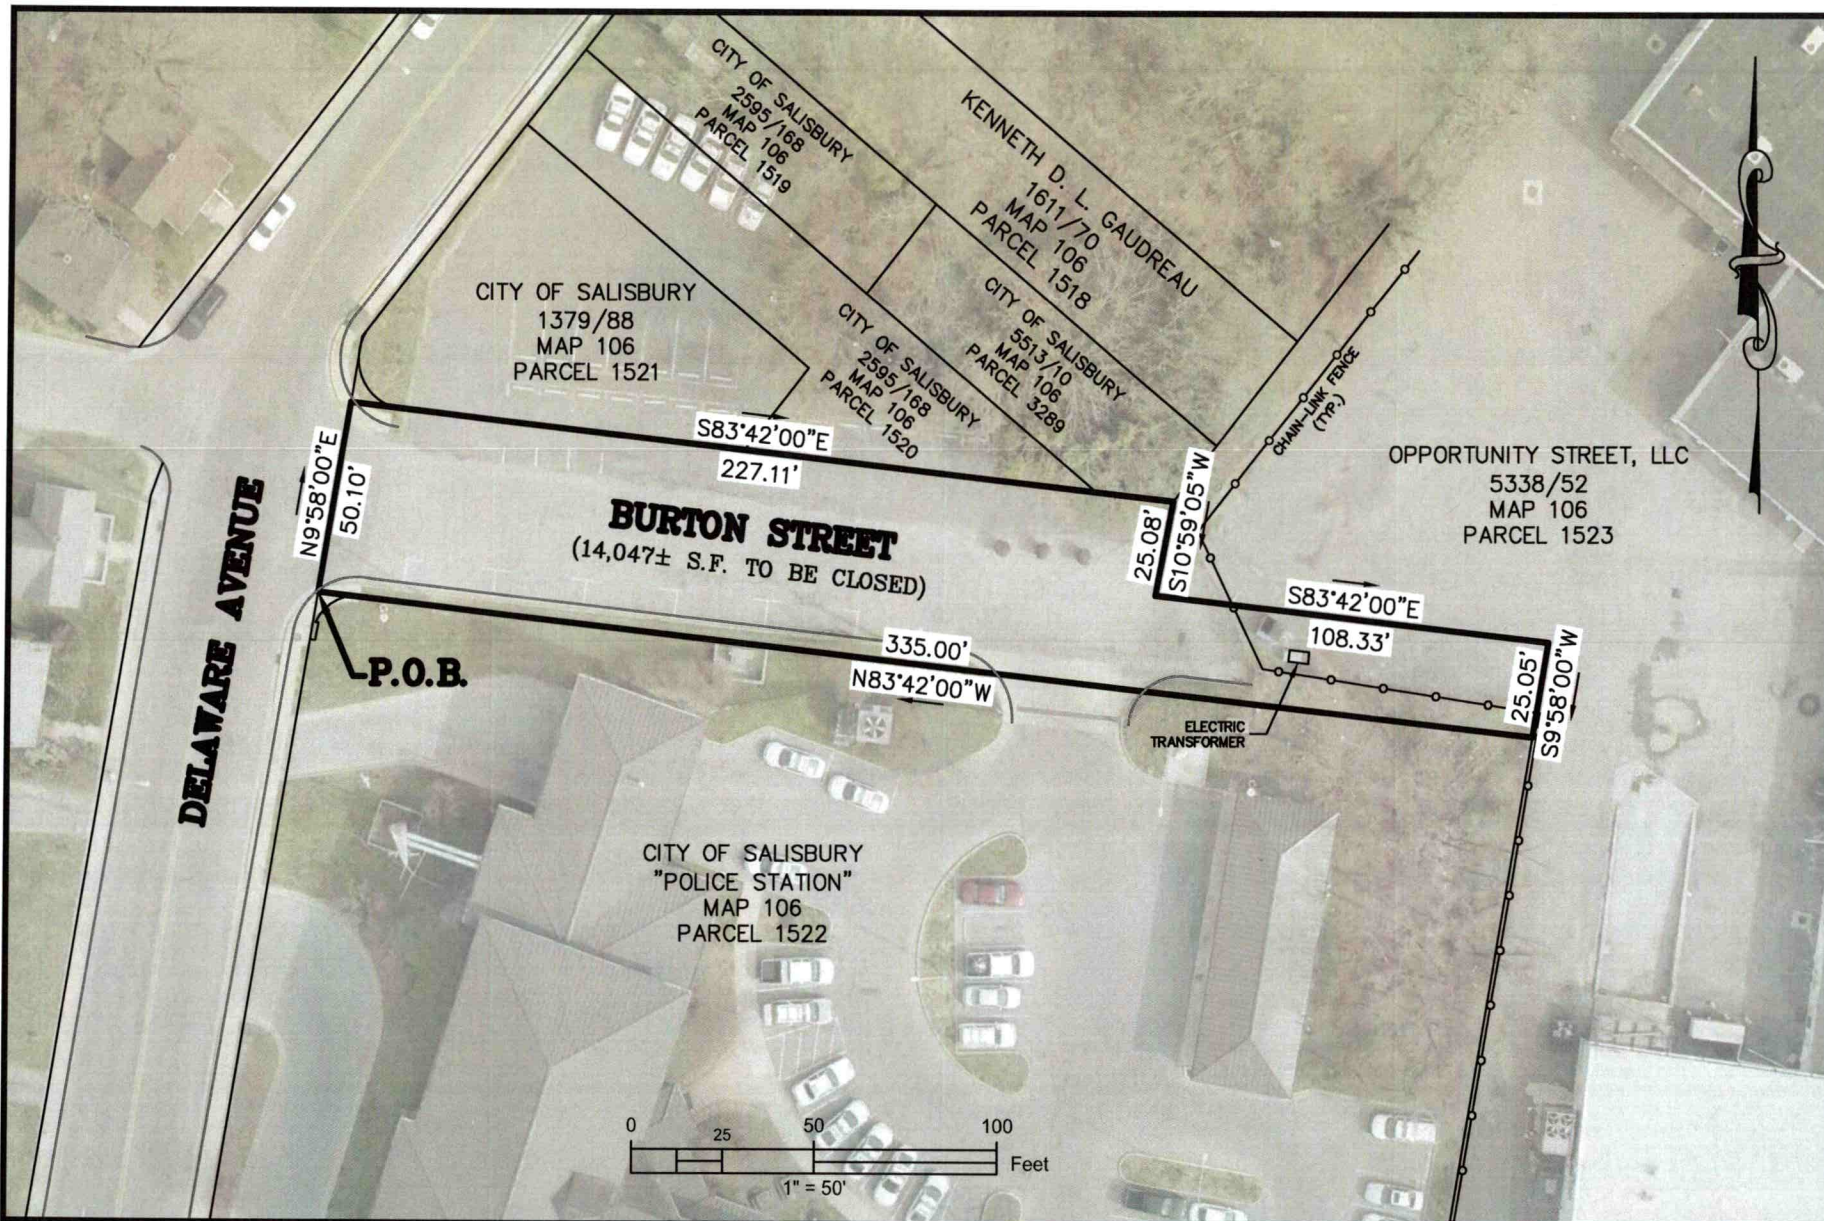 CITY OF SALISBURY
2595/168
MAP 106
PARCEL 1519
KENNETH D. L. GAUDREAU
1611/70
MAP 106
PARCEL 1518
CITY OF SALISBURY
1379/88
MAP 106
PARCEL 1521
CITY OF SALISBURY
2595/168
MAP 106
PARCEL 1520
CITY OF SALISBURY
5513/10
MAP 106
PARCEL 3289
CHAIN-LINK FENCE
(TYP.)
OPPORTUNITY STREET, LLC
5338/52
MAP 106
PARCEL 1523
N9°58'00"E
50.10'
S83°42'00"E
227.11'
25.08'
S10°59'05"W
BURTON STREET
(14,047± S.F. TO BE CLOSED)
S83°42'00"E
108.33'
25.05'
S9°58'00"W
335.00'
N83°42'00"W
DELAWARE AVENUE
P.O.B.
ELECTRIC
TRANSFORMER
CITY OF SALISBURY
"POLICE STATION"
MAP 106
PARCEL 1522
0 25 50 100
Feet
1" = 50'